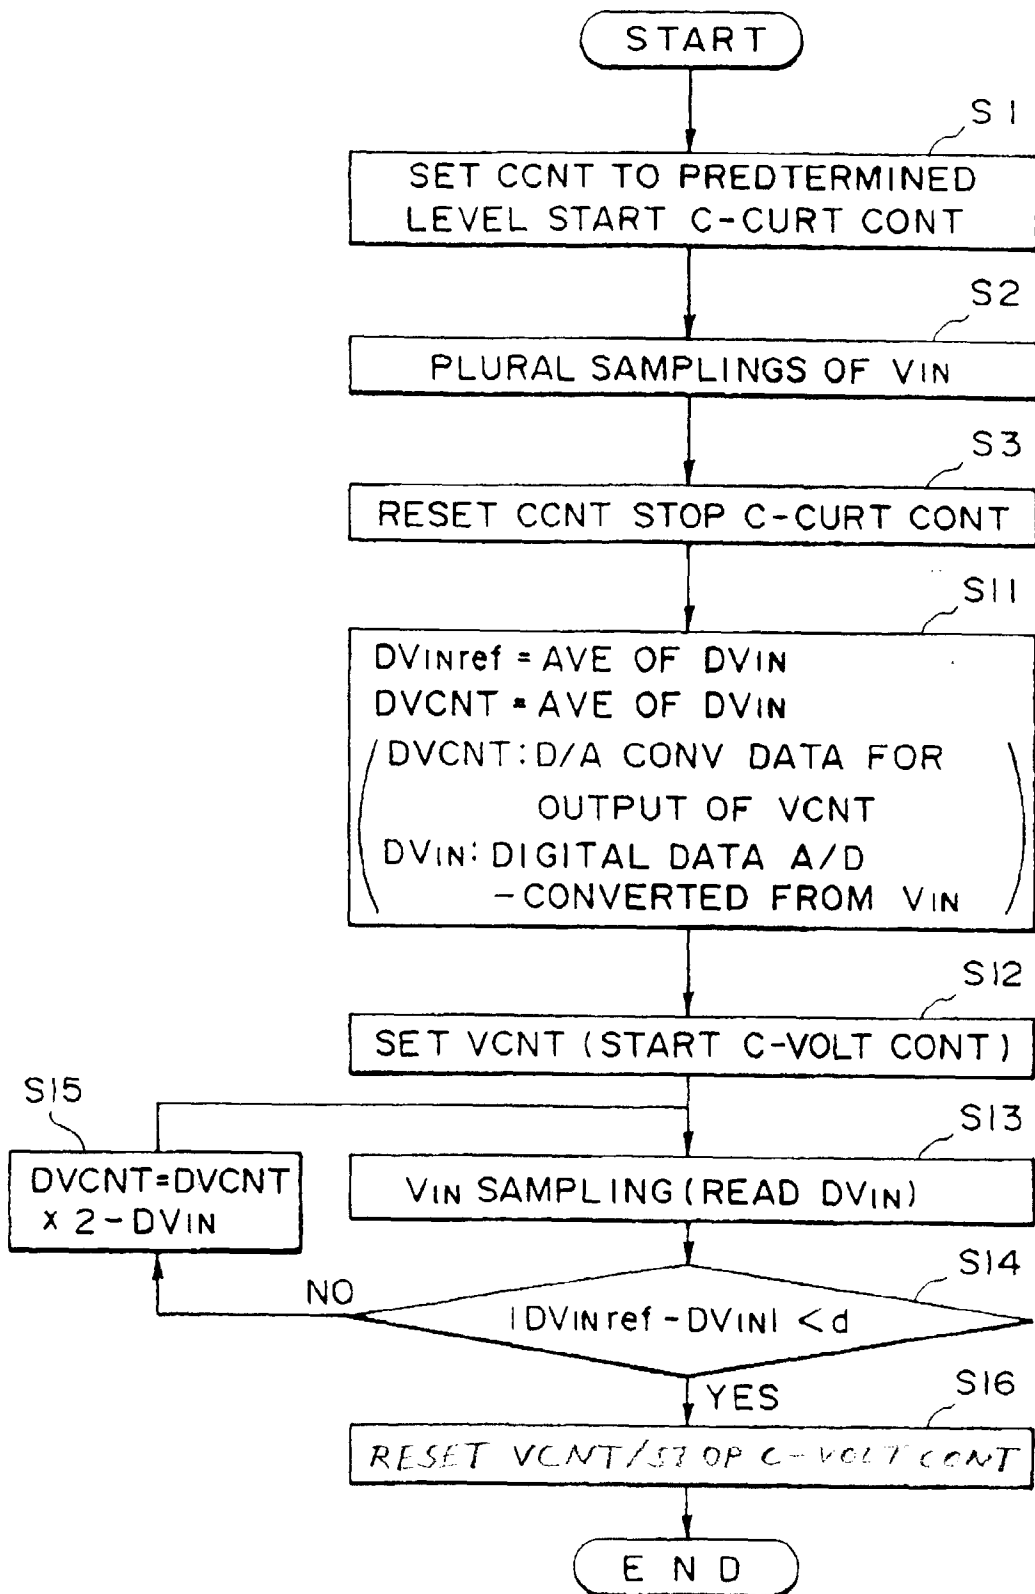 START
S1
SET CCNT TO PREDTERMINED
LEVEL START C-CURT CONT
S2
PLURAL SAMPLINGS OF VIN
S3
RESET CCNT STOP C-CURT CONT
S11
DVINref = AVE OF DVIN
DVCNT = AVE OF DVIN
(DVCNT: D/A CONV DATA FOR
OUTPUT OF VCNT
DVIN: DIGITAL DATA A/D
-CONVERTED FROM VIN)
S12
SET VCNT (START C-VOLT CONT)
S15
DVCNT=DVCNT
x 2-DVIN
S13
VIN SAMPLING (READ DVIN)
S14
|DVINref - DVIN| < d
NO
YES
S16
RESET VCNT/STOP C-VOLT CONT
END